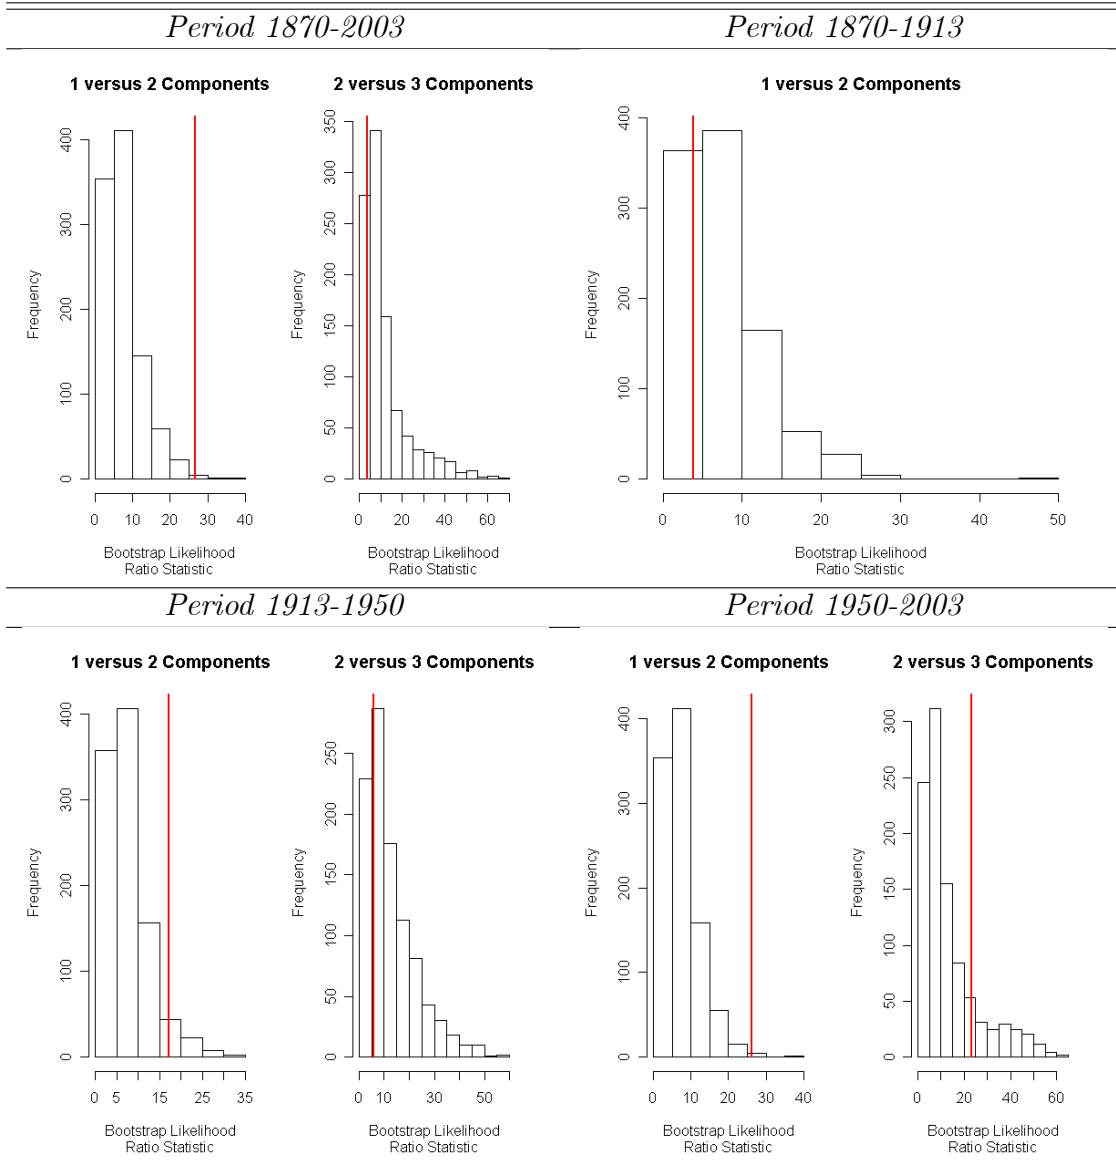 Period 1870-2003
Period 1870-1913
1 versus 2 Components
Frequency
0 100 200 300 400
0 10 20 30 40
Bootstrap Likelihood
Ratio Statistic
2 versus 3 Components
Frequency
0 50 100 150 200 250 300 350
0 20 40 60
Bootstrap Likelihood
Ratio Statistic
1 versus 2 Components
Frequency
0 100 200 300 400
0 10 20 30 40 50
Bootstrap Likelihood
Ratio Statistic
Period 1913-1950
Period 1950-2003
1 versus 2 Components
Frequency
0 100 200 300 400
0 5 15 25 35
Bootstrap Likelihood
Ratio Statistic
2 versus 3 Components
Frequency
0 50 100 150 200 250
0 10 30 50
Bootstrap Likelihood
Ratio Statistic
1 versus 2 Components
Frequency
0 100 200 300 400
0 10 20 30 40
Bootstrap Likelihood
Ratio Statistic
2 versus 3 Components
Frequency
0 50 100 150 200 250 300
0 20 40 60
Bootstrap Likelihood
Ratio Statistic